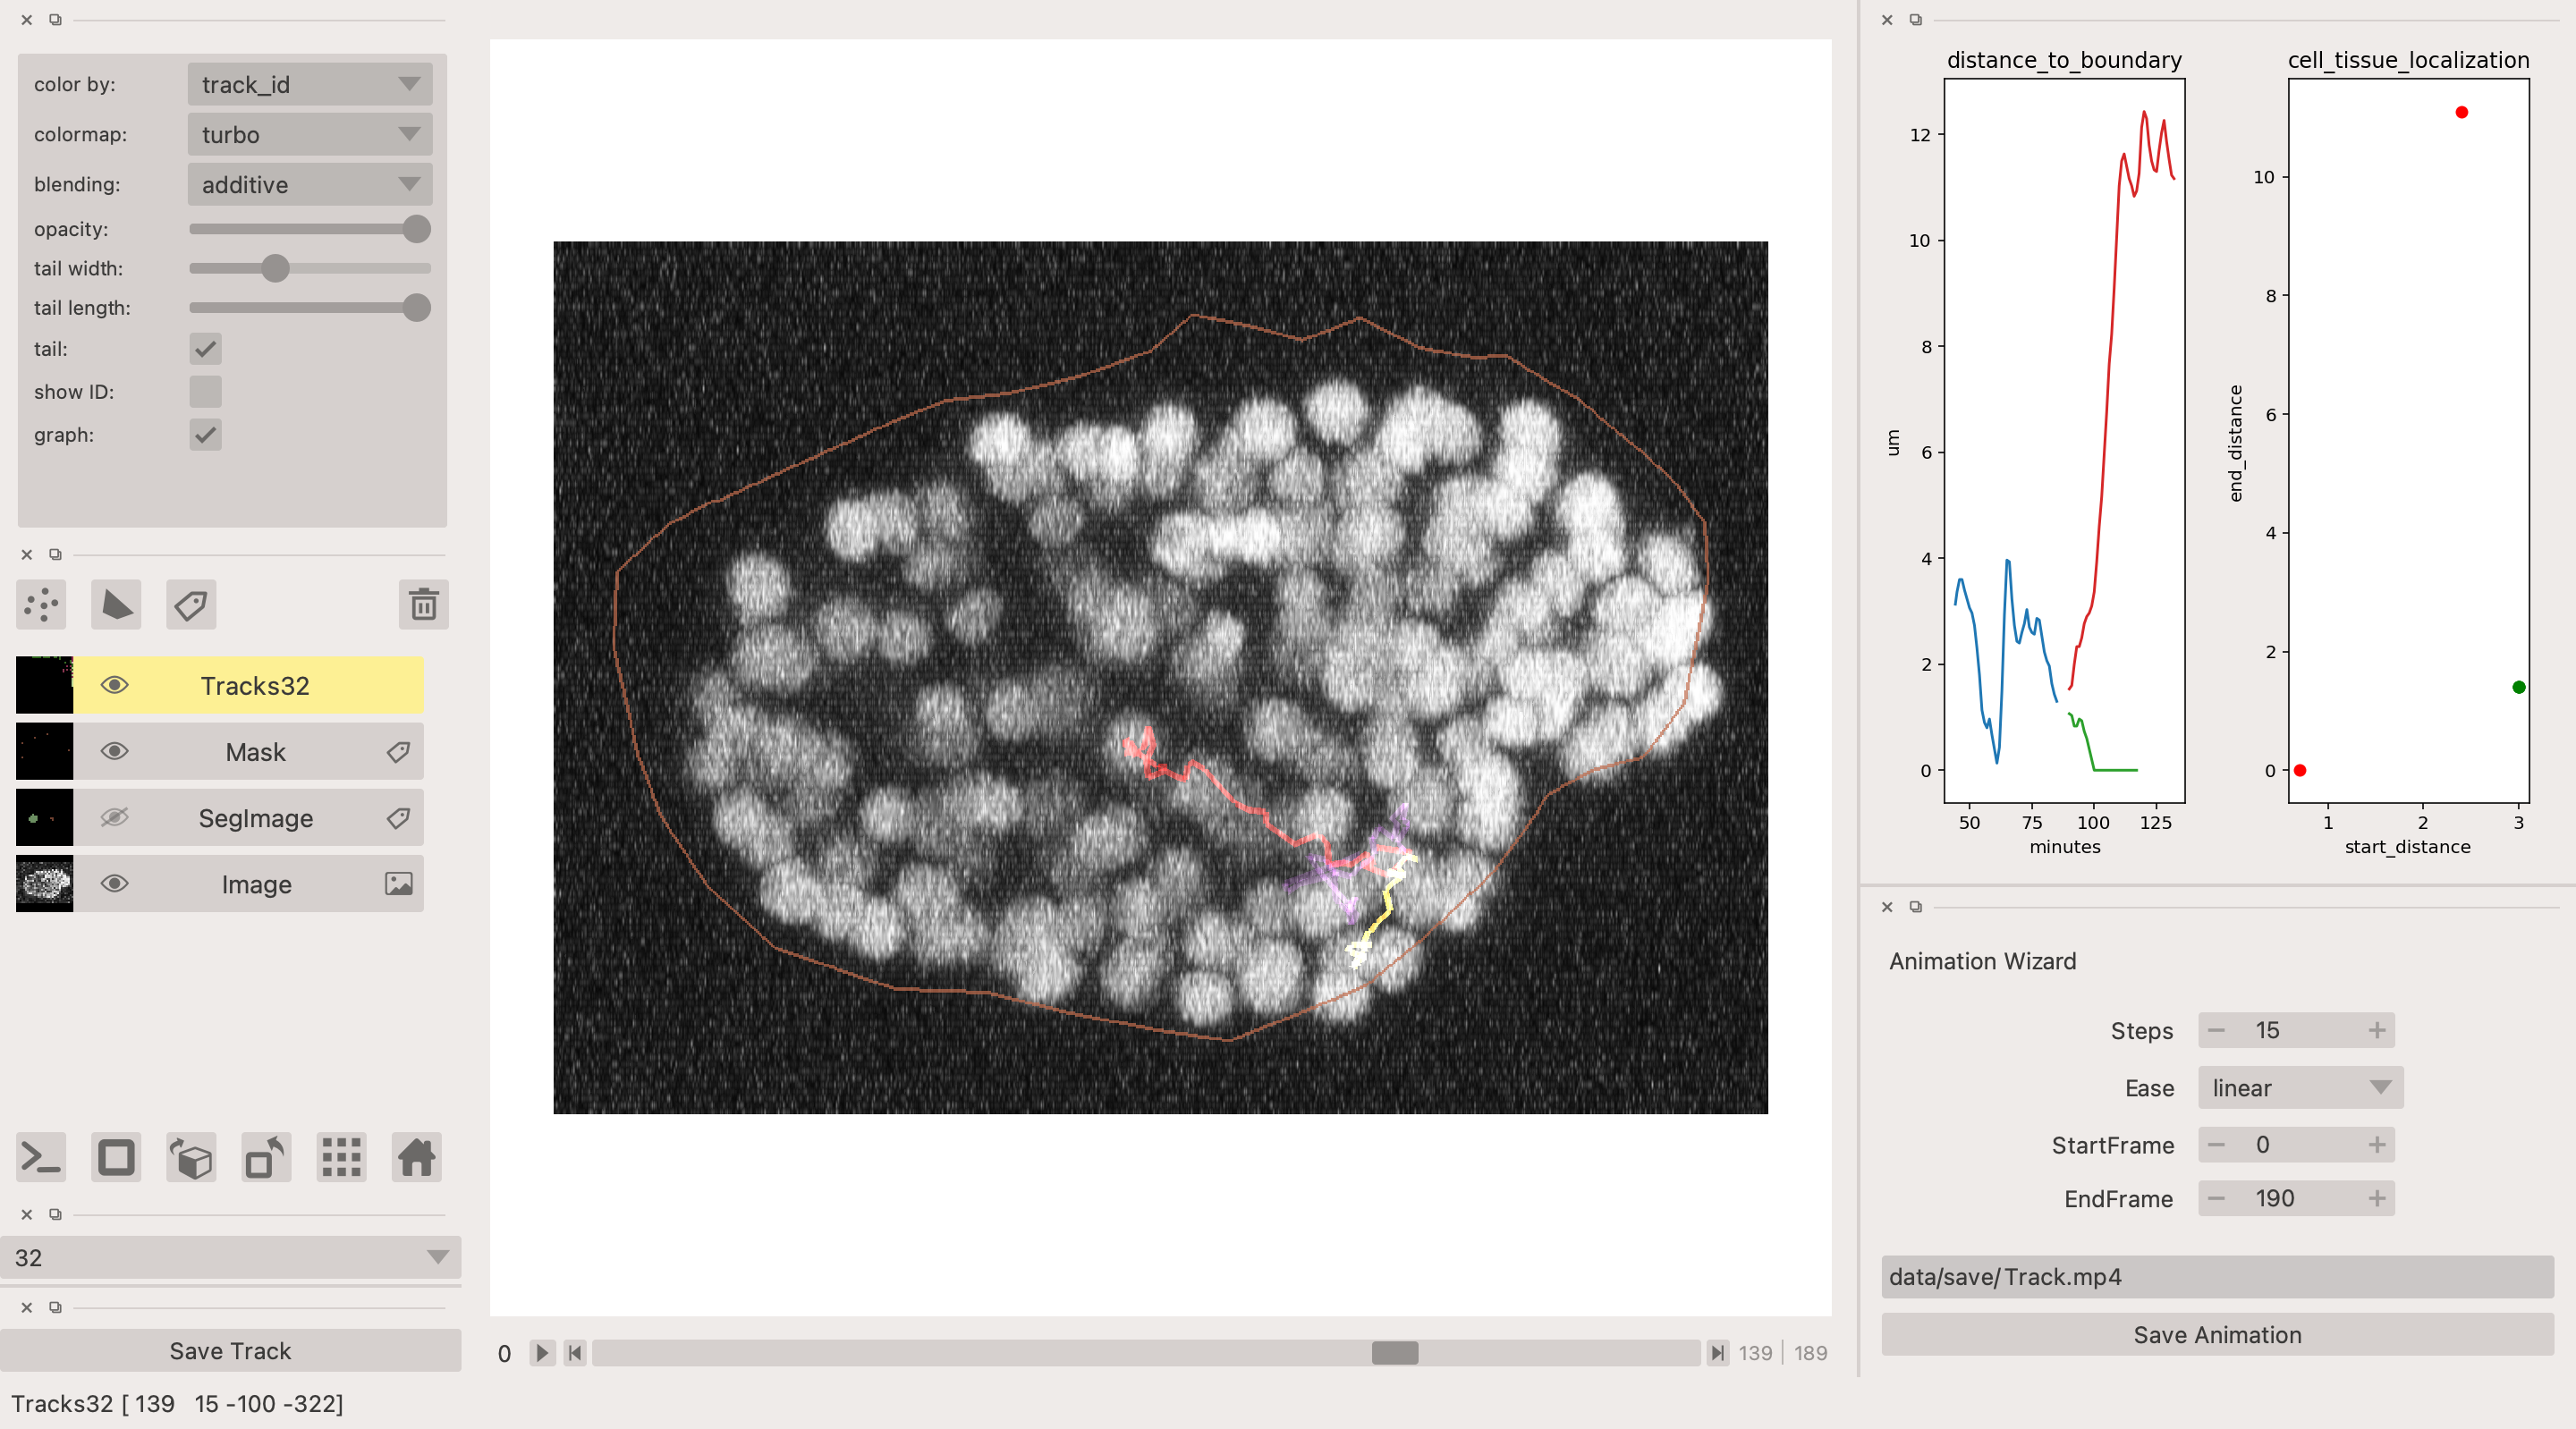 color by: track_id
colormap: turbo
blending: additive
opacity:
tail width:
tail length:
tail:
show ID:
graph:
Tracks32
Mask
SegImage
Image
32
Save Track
Tracks32 [ 139 15 -100 -322]
0 139 189
distance_to_boundary
12
10
8
6
4
2
0
um
50 75 100 125
minutes
cell_tissue_localization
10
8
6
4
2
0
end_distance
1 2 3
start_distance
Animation Wizard
Steps 15
Ease linear
StartFrame 0
EndFrame 190
data/save/Track.mp4
Save Animation